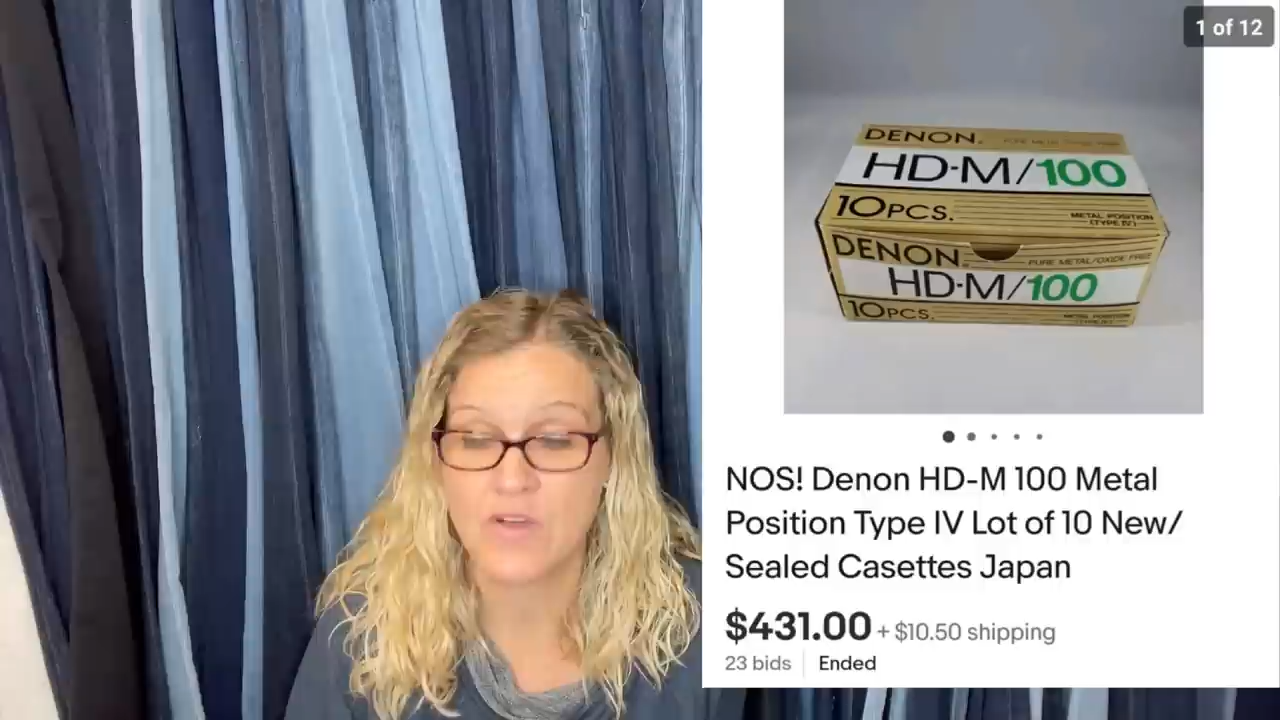 1 of 12
DENON.
PURE METAL/OXIDE FREE
HD·M/100
10PCS.
METAL POSITION
(TYPE IV)
DENON.
PURE METAL/OXIDE FREE
HD·M/100
10PCS.
METAL POSITION
(TYPE IV)
NOS! Denon HD-M 100 Metal
Position Type IV Lot of 10 New/
Sealed Casettes Japan
$431.00 + $10.50 shipping
23 bids Ended